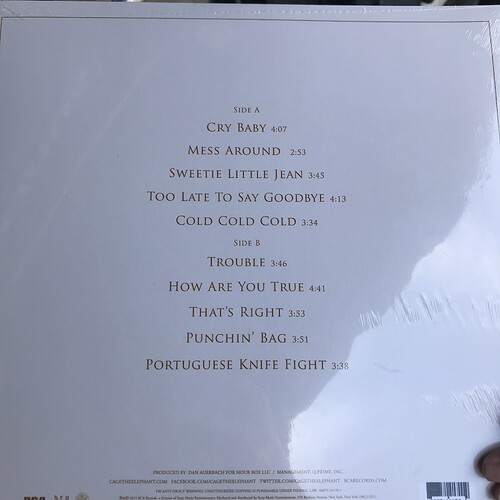 SIDE A
CRY BABY 4:07
MESS AROUND 2:53
SWEETIE LITTLE JEAN 3:45
TOO LATE TO SAY GOODBYE 4:13
COLD COLD COLD 3:34
SIDE B
TROUBLE 3:46
HOW ARE YOU TRUE 4:41
THAT'S RIGHT 3:53
PUNCHIN' BAG 3:51
PORTUGUESE KNIFE FIGHT 3:38
PRODUCED BY DAN AUERBACH FOR HOUR BOX LLC // MANAGEMENT: Q PRIME, INC.
CAGETHEELEPHANT.COM FACEBOOK.COM/CAGETHEELEPHANT TWITTER.COM/CAGETHEELEPHANT RCARECORDS.COM